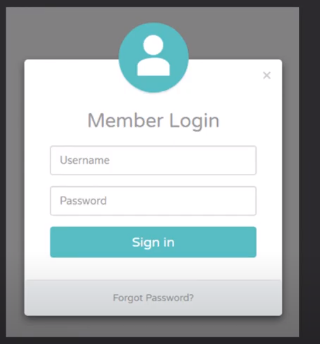 ×
Member Login
Username
Password
Sign in
Forgot Password?